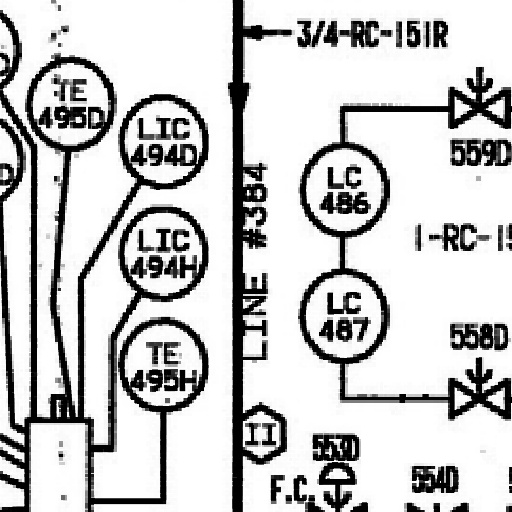 3/4-RC-151R
TE
495D
LIC
494D
559D
LC
486
LINE #384
LIC
494H
1-RC-15
LC
487
558D
TE
495H
II
553D
554D
F.C.